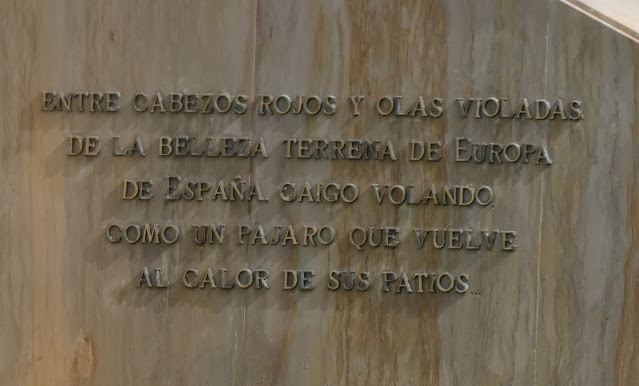 ENTRE CABEZOS ROJOS Y OLAS VIOLADAS
DE LA BELLEZA TERRENA DE EUROPA
DE ESPAÑA, CAIGO VOLANDO,
COMO UN PAJARO QUE VUELVE
AL CALOR DE SUS PATIOS...